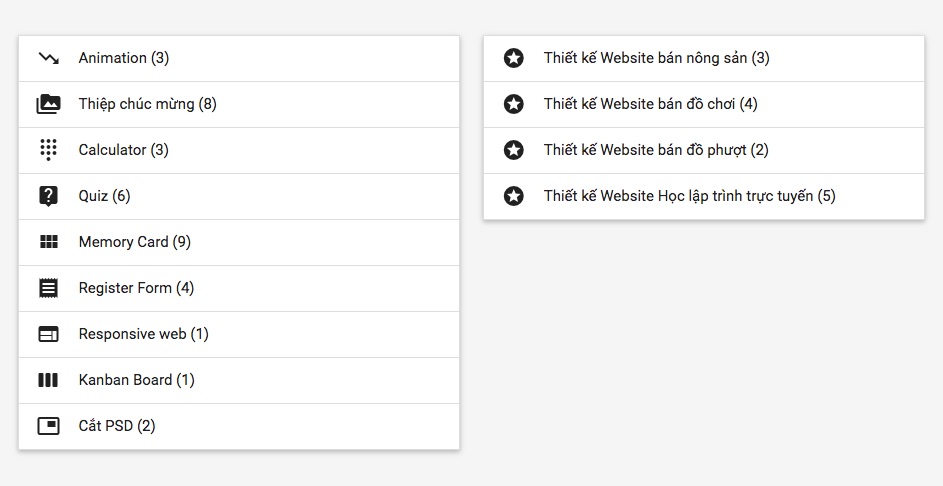 Animation (3)
Thiệp chúc mừng (8)
Calculator (3)
Quiz (6)
Memory Card (9)
Register Form (4)
Responsive web (1)
Kanban Board (1)
Cắt PSD (2)
Thiết kế Website bán nông sản (3)
Thiết kế Website bán đồ chơi (4)
Thiết kế Website bán đồ phượt (2)
Thiết kế Website Học lập trình trực tuyến (5)